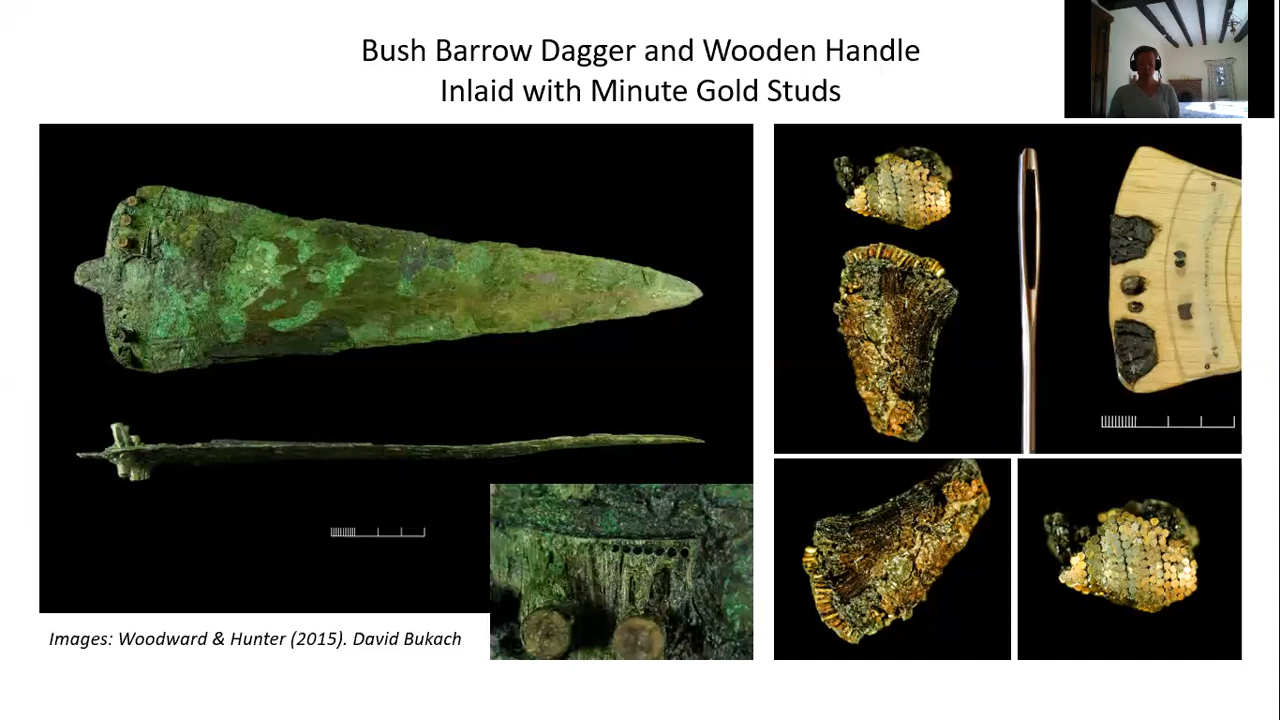 Bush Barrow Dagger and Wooden Handle
Inlaid with Minute Gold Studs
Images: Woodward & Hunter (2015). David Bukach